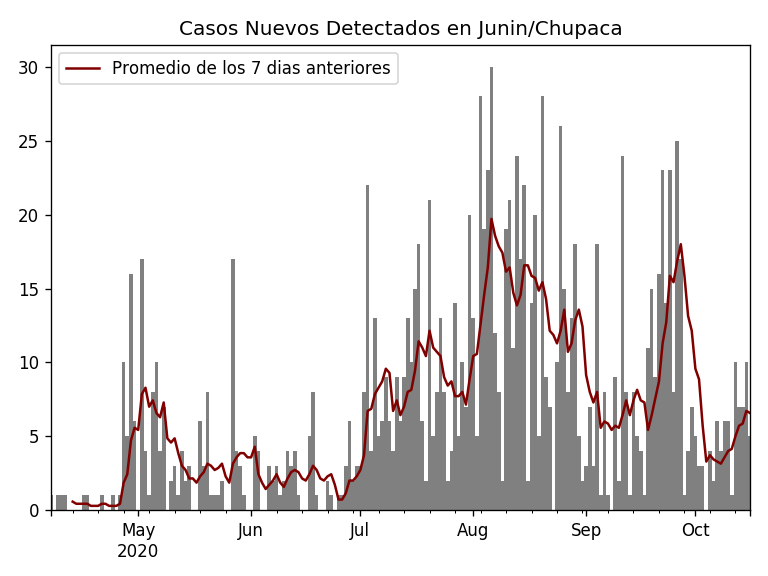 Casos Nuevos Detectados en Junin/Chupaca
Promedio de los 7 dias anteriores
30
25
20
15
10
5
0
May Jun Jul Aug Sep Oct
2020